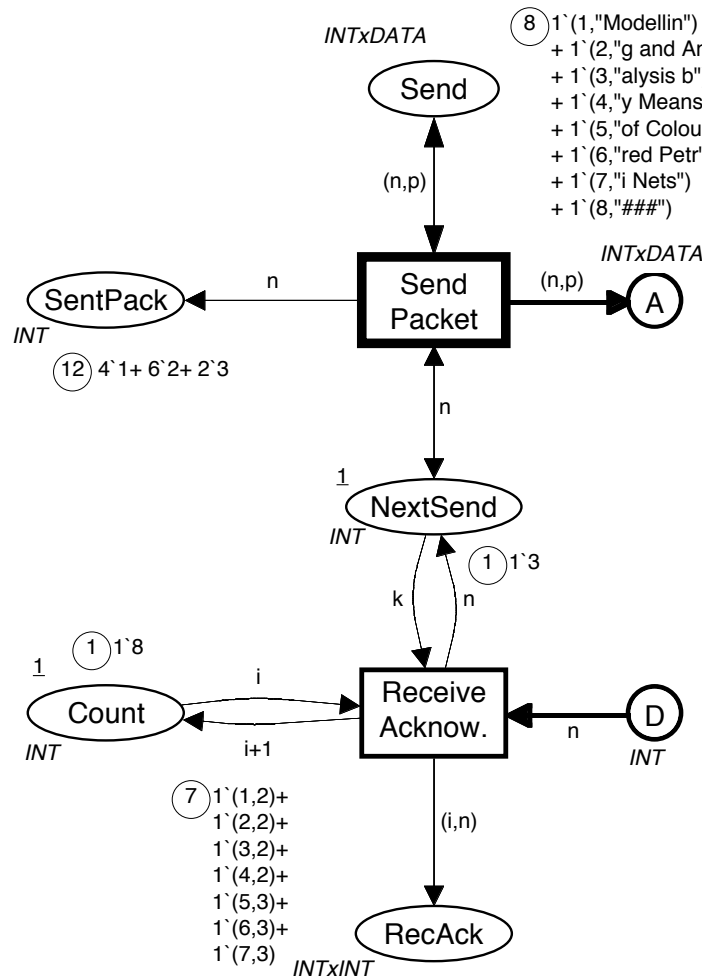 INTxDATA
Send
8 1`(1,"Modellin")
+ 1`(2,"g and An
+ 1`(3,"alysis b"
+ 1`(4,"y Means
+ 1`(5,"of Colou
+ 1`(6,"red Petr"
+ 1`(7,"i Nets")
+ 1`(8,"###")
(n,p)
INTxDATA
SentPack
n
Send
Packet
(n,p)
A
INT
12 4`1+ 6`2+ 2`3
n
1
NextSend
INT
1 1`3
k
n
1 1`8
1
Count
i
Receive
Acknow.
D
n
INT
i+1
INT
7 1`(1,2)+
1`(2,2)+
1`(3,2)+
1`(4,2)+
1`(5,3)+
1`(6,3)+
1`(7,3)
(i,n)
RecAck
INTxINT